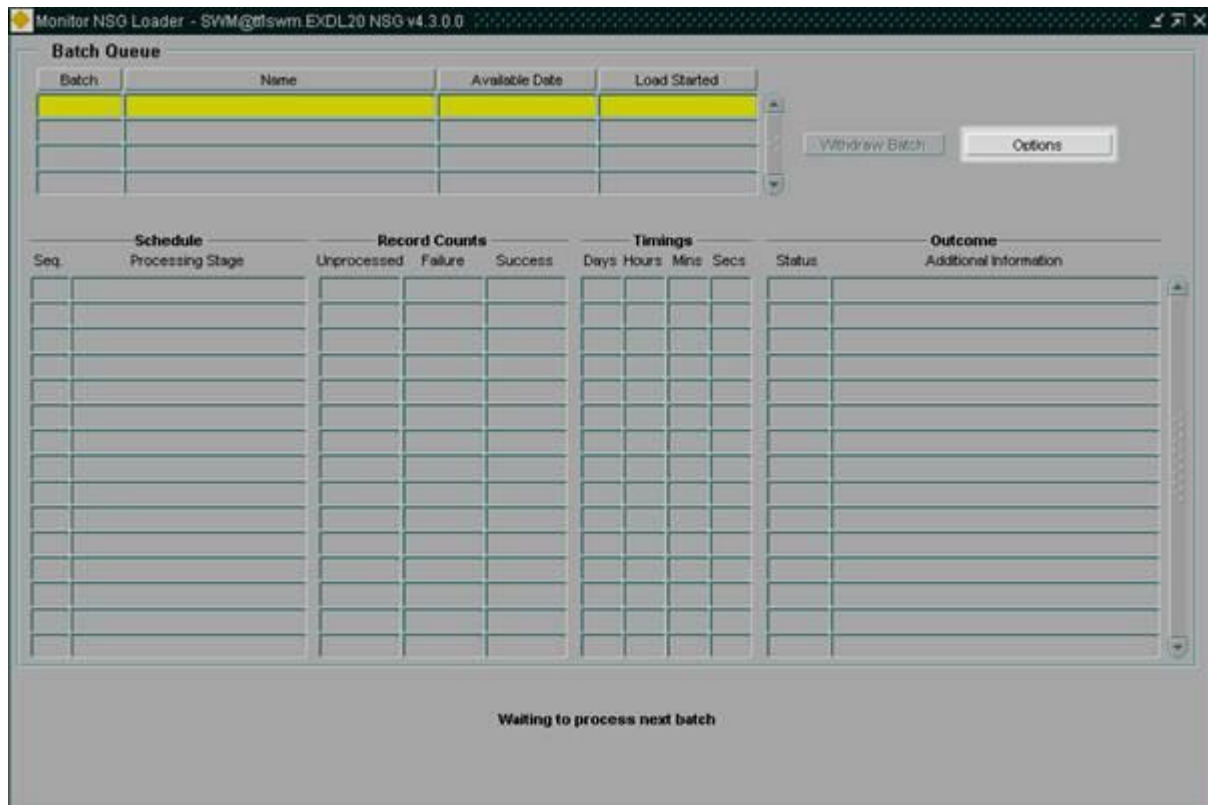 Monitor NSG Loader - SWM@tflswm.EXDL20 NSG v4.3.0.0
Batch Queue
Batch Name Available Date Load Started
Withdraw Batch Options
Schedule Record Counts Timings Outcome
Seq. Processing Stage Unprocessed Failure Success Days Hours Mins Secs Status Additional Information
Waiting to process next batch